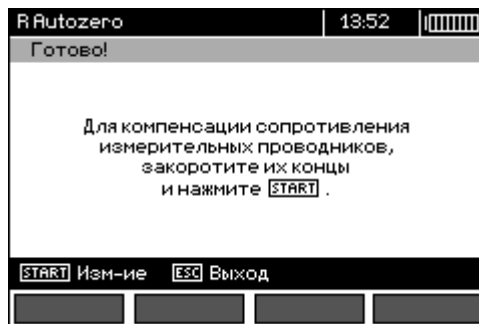 R Autozero 13:52
Готово!
Для компенсации сопротивления
измерительных проводников,
закоротите их концы
и нажмите START .
START Изм-ие ESC Выход